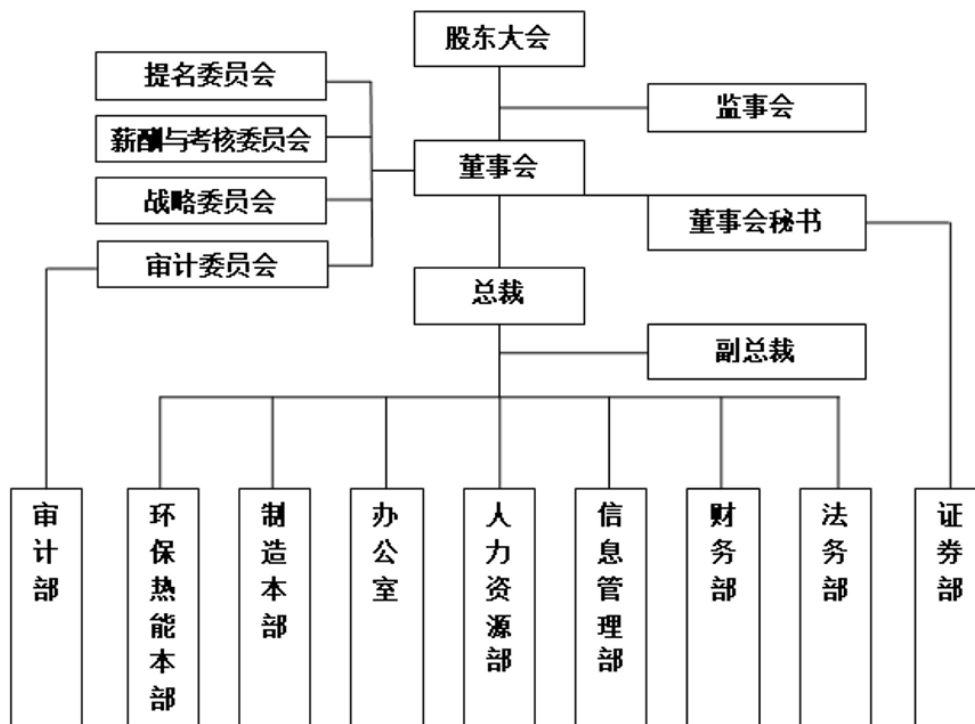 股东大会
提名委员会
监事会
薪酬与考核委员会
董事会
战略委员会
董事会秘书
审计委员会
总裁
副总裁
审计部
环保热能本部
制造本部
办公室
人力资源部
信息管理部
财务部
法务部
证券部